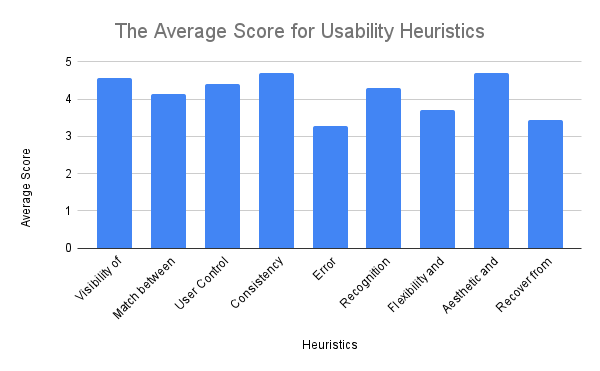 The Average Score for Usability Heuristics
Average Score
5
4
3
2
1
0
Visibility of
Match between
User Control
Consistency
Error
Recognition
Flexibility and
Aesthetic and
Recover from
Heuristics